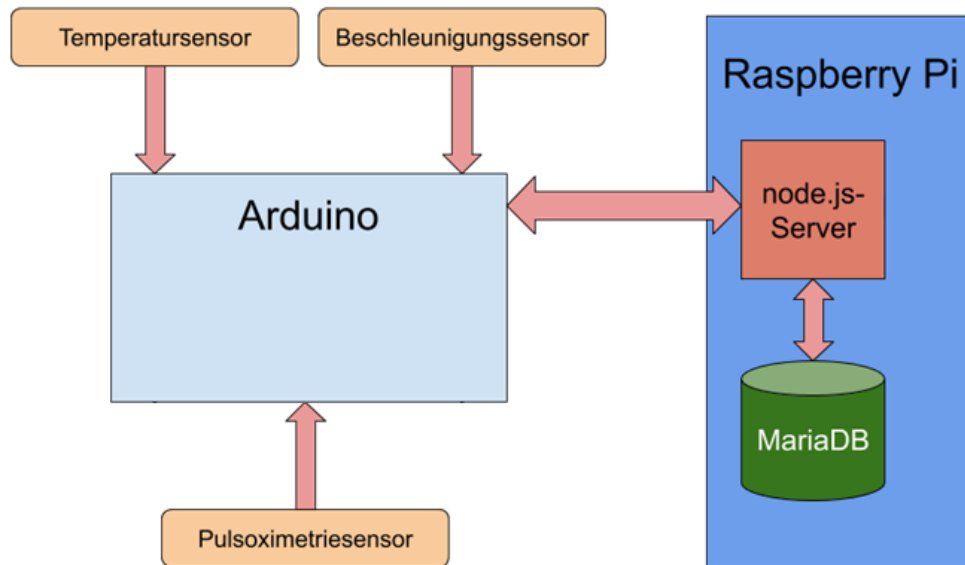 Temperatursensor
Beschleunigungssensor
Raspberry Pi
Arduino
node.js-
Server
MariaDB
Pulsoximetriesensor